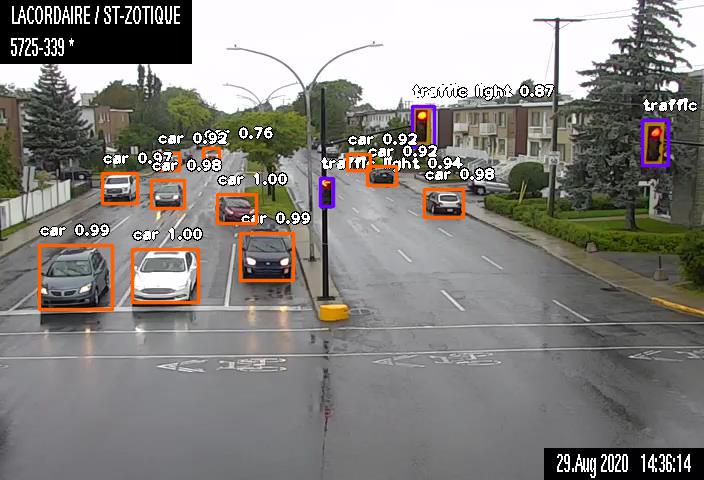 LACORDAIRE / ST-ZOTIQUE
5725-339 *
traffic light 0.87
traffic
car 0.92
0.76
car 0.92
car 0.97
car 0.98
car 0.92
traffic light 0.94
car 1.00
car 0.98
car 0.99
car 0.99
car 1.00
29.Aug 2020 14:36:14